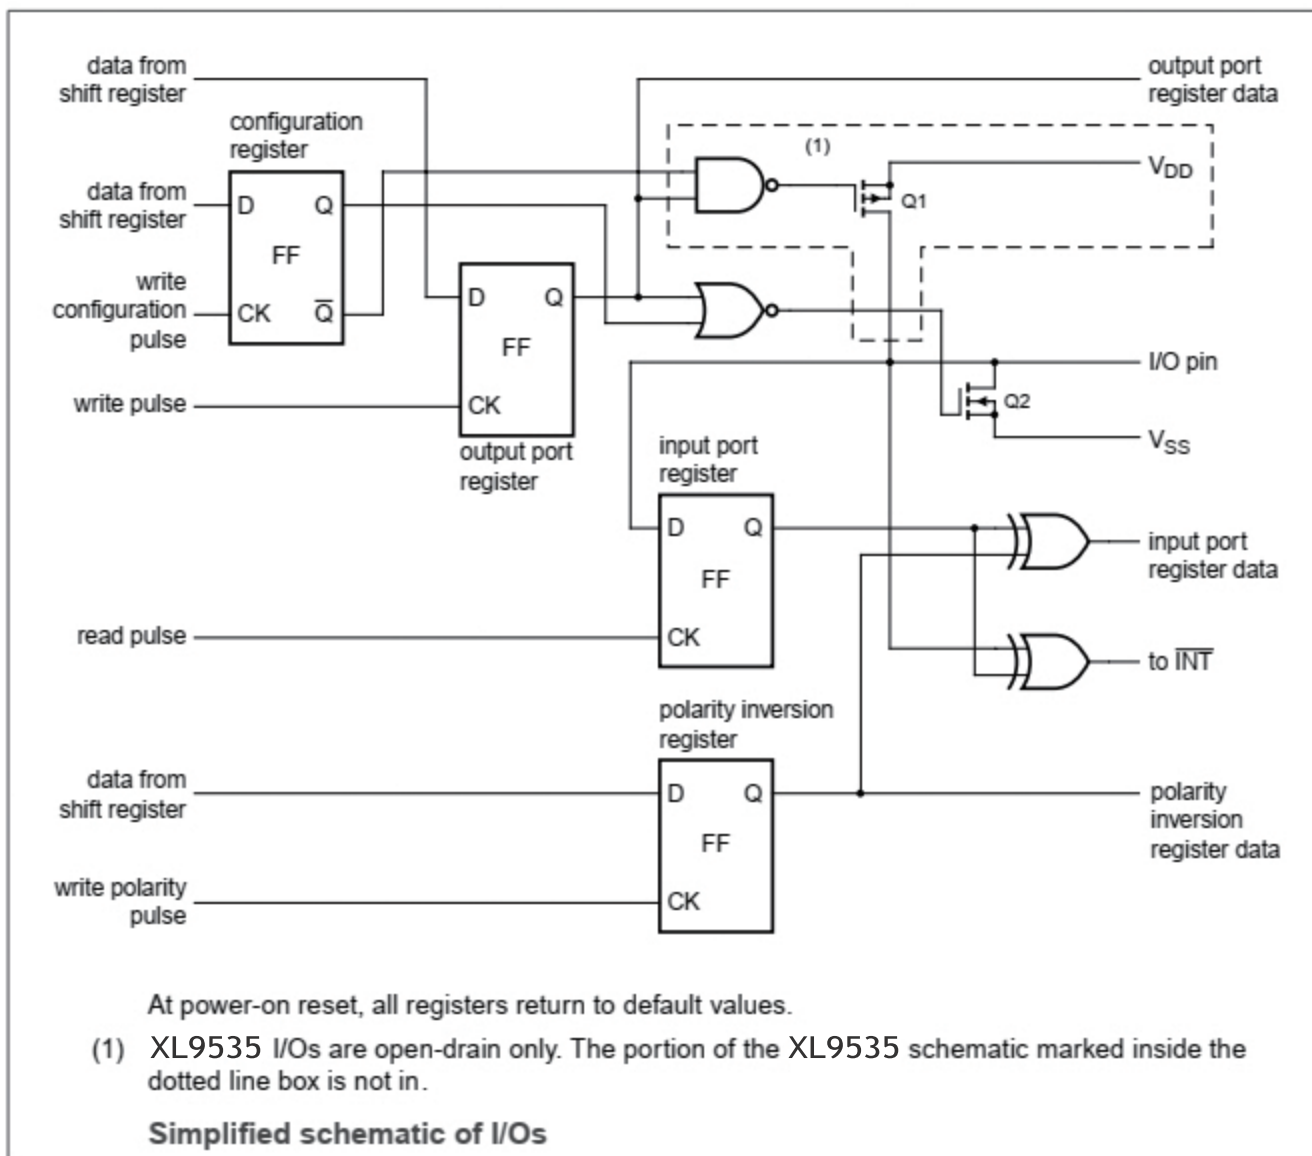 data from
shift register
output port
register data
configuration
register
(1)
V_DD
data from
shift register
D
Q
Q1
FF
write
configuration
pulse
CK
Q̅
D
Q
FF
I/O pin
write pulse
CK
Q2
V_SS
output port
register
input port
register
D
Q
input port
register data
FF
read pulse
CK
to I̅N̅T̅
polarity inversion
register
data from
shift register
D
Q
polarity
inversion
register data
FF
write polarity
pulse
CK
At power-on reset, all registers return to default values.
(1) XL9535 I/Os are open-drain only. The portion of the XL9535 schematic marked inside the
dotted line box is not in.
Simplified schematic of I/Os